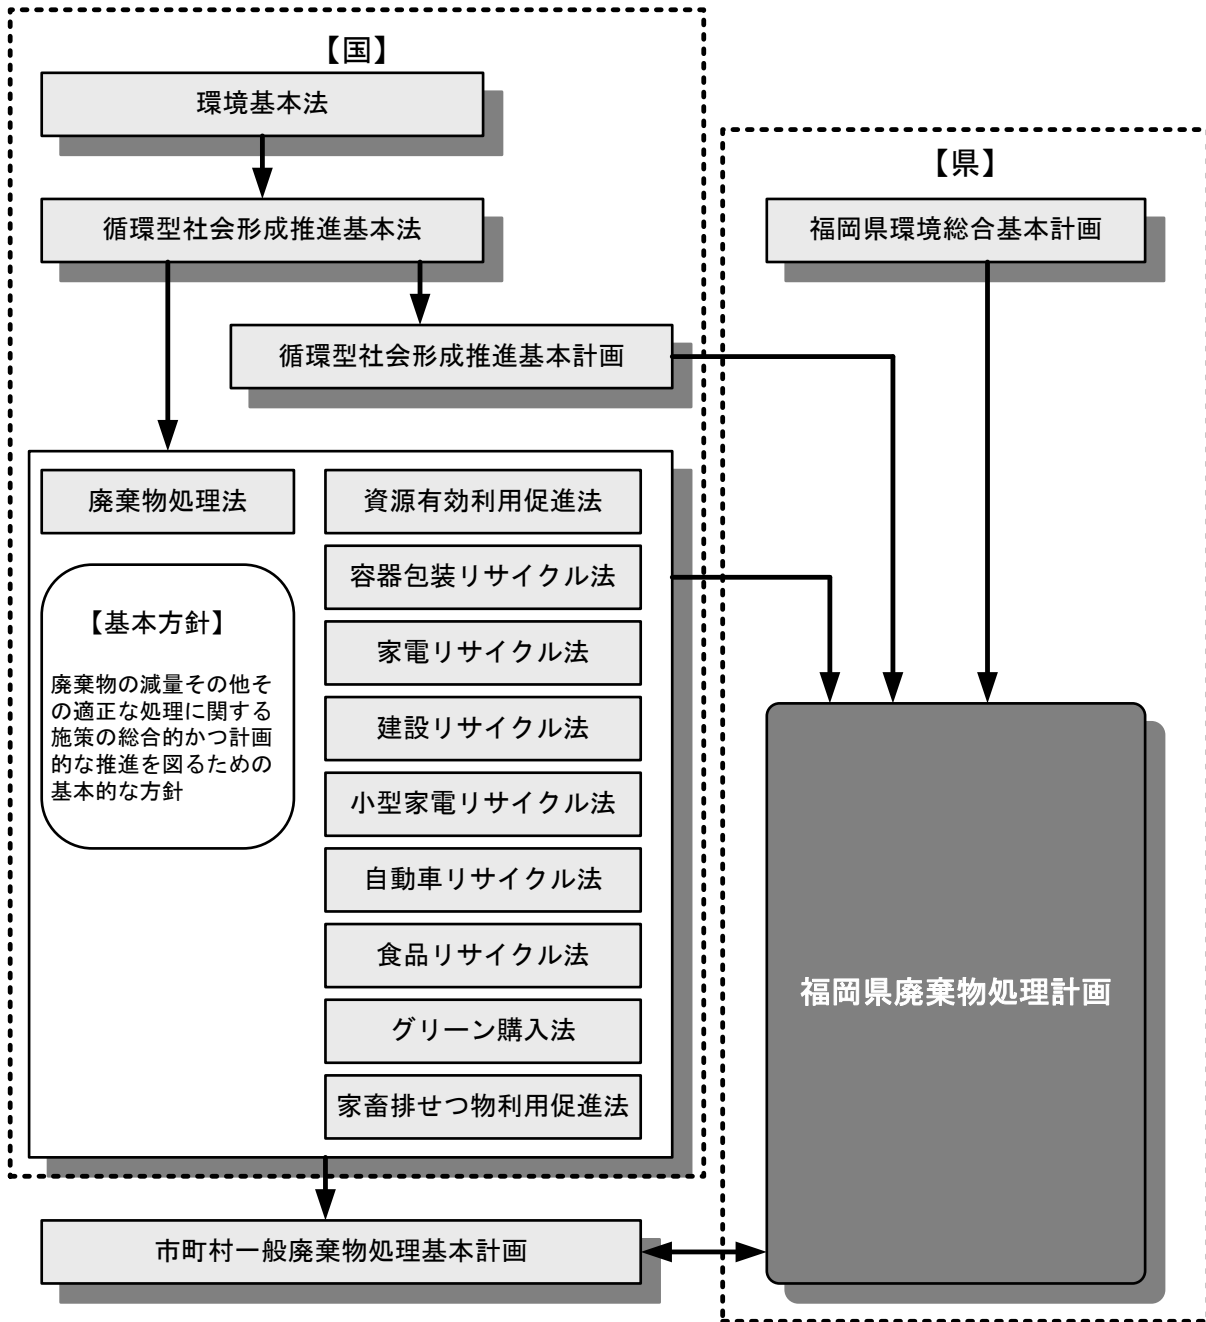 【国】
環境基本法
循環型社会形成推進基本法
循環型社会形成推進基本計画
廃棄物処理法
【基本方針】
廃棄物の減量その他そ
の適正な処理に関する
施策の総合的かつ計画
的な推進を図るための
基本的な方針
資源有効利用促進法
容器包装リサイクル法
家電リサイクル法
建設リサイクル法
小型家電リサイクル法
自動車リサイクル法
食品リサイクル法
グリーン購入法
家畜排せつ物利用促進法
市町村一般廃棄物処理基本計画
【県】
福岡県環境総合基本計画
福岡県廃棄物処理計画